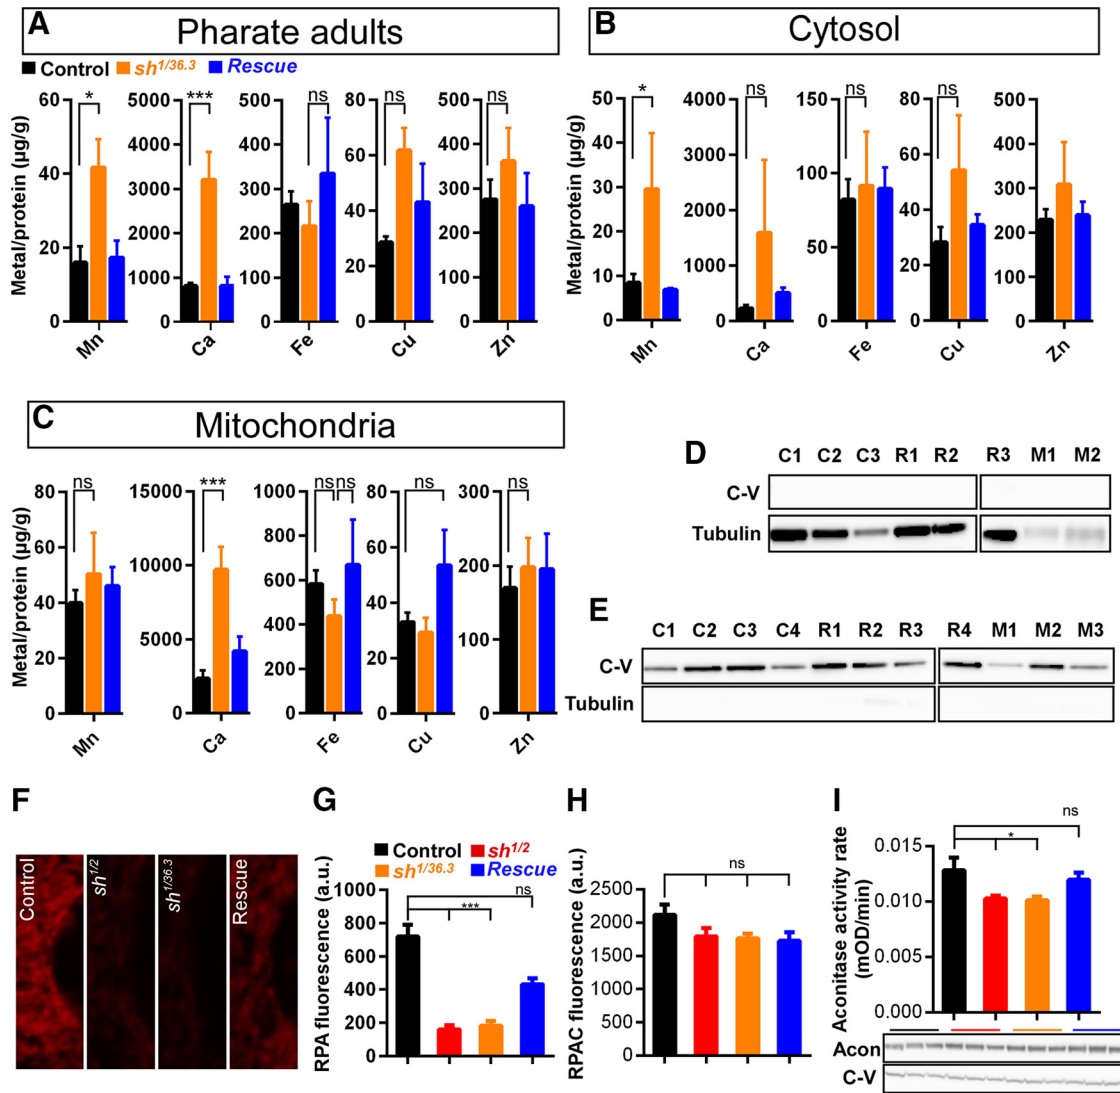 A
Pharate adults
Control sh1/36.3 Rescue
Metal/protein (µg/g)
60
40
20
0
*
Mn
5000
4000
3000
2000
1000
0
***
Ca
500
400
300
200
100
0
ns
Fe
80
60
40
20
0
ns
Cu
500
400
300
200
100
0
ns
Zn
B
Cytosol
Metal/protein (µg/g)
50
40
30
20
10
0
*
Mn
4000
3000
2000
1000
0
ns
Ca
150
100
50
0
ns
Fe
80
60
40
20
0
ns
Cu
500
400
300
200
100
0
Zn
C
Mitochondria
Metal/protein (µg/g)
80
60
40
20
0
ns
Mn
15000
10000
5000
0
***
Ca
1000
800
600
400
200
0
ns ns
Fe
80
60
40
20
0
ns
Cu
300
200
100
0
ns
Zn
D
C1 C2 C3 R1 R2 R3 M1 M2
C-V
Tubulin
E
C1 C2 C3 C4 R1 R2 R3 R4 M1 M2 M3
C-V
Tubulin
F
Control
sh1/2
sh1/36.3
Rescue
G
Control sh1/2
sh1/36.3 Rescue
RPA fluorescence (a.u.)
1000
800
600
400
200
0
ns
***
H
RPAC fluorescence (a.u.)
2500
2000
1500
1000
500
0
ns
I
Aconitase activity rate
(mOD/min)
0.015
0.010
0.005
0.000
ns
*
Acon
C-V